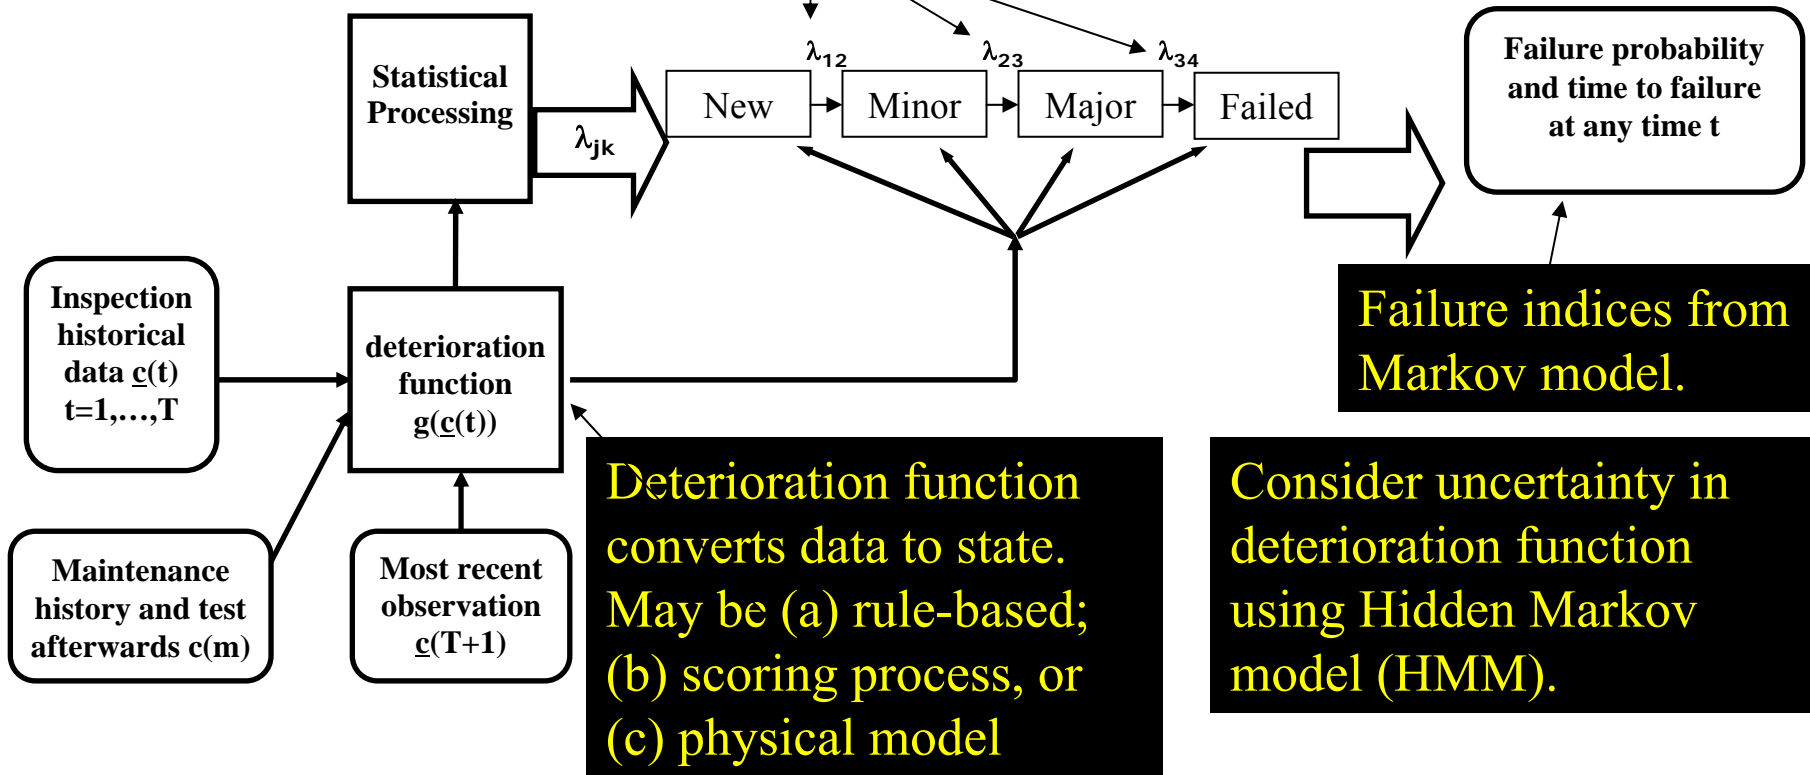 Statistical
Processing
λjk
λ12
λ23
λ34
New
Minor
Major
Failed
Failure probability
and time to failure
at any time t
Inspection
historical
data c(t)
t=1,…,T
deterioration
function
g(c(t))
Maintenance
history and test
afterwards c(m)
Most recent
observation
c(T+1)
Failure indices from
Markov model.
Deterioration function
converts data to state.
May be (a) rule-based;
(b) scoring process, or
(c) physical model
Consider uncertainty in
deterioration function
using Hidden Markov
model (HMM).